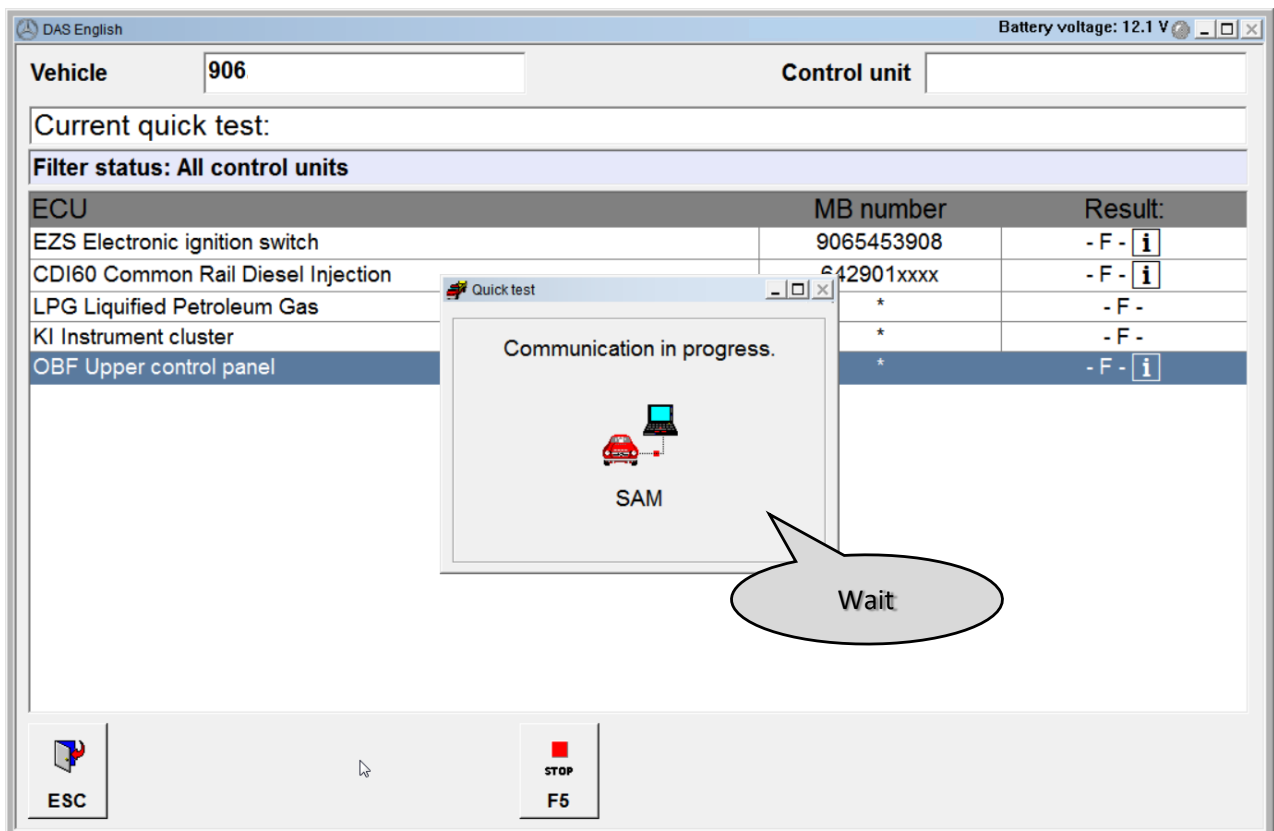 DAS English Battery voltage: 12.1 V
Vehicle 906 Control unit
Current quick test:
Filter status: All control units
ECU MB number Result:
EZS Electronic ignition switch 9065453908 - F - i
CDI60 Common Rail Diesel Injection 642901xxxx - F - i
LPG Liquified Petroleum Gas * - F -
KI Instrument cluster * - F -
OBF Upper control panel * - F - i
Quick test
Communication in progress.
SAM
Wait
ESC
STOP
F5